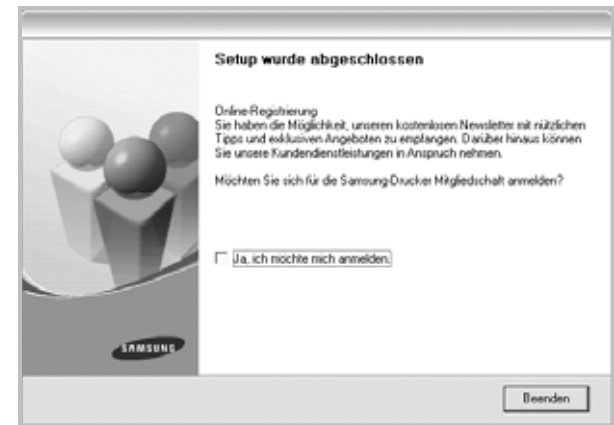 Setup wurde abgeschlossen
Online-Registrierung
Sie haben die Möglichkeit, unseren kostenlosen Newsletter mit nützlichen
Tipps und exklusiven Angeboten zu empfangen. Darüber hinaus können
Sie unsere Kundendienstleistungen in Anspruch nehmen.
Möchten Sie sich für die Samsung-Drucker Mitgliedschaft anmelden?
Ja, ich möchte mich anmelden.
SAMSUNG
Beenden